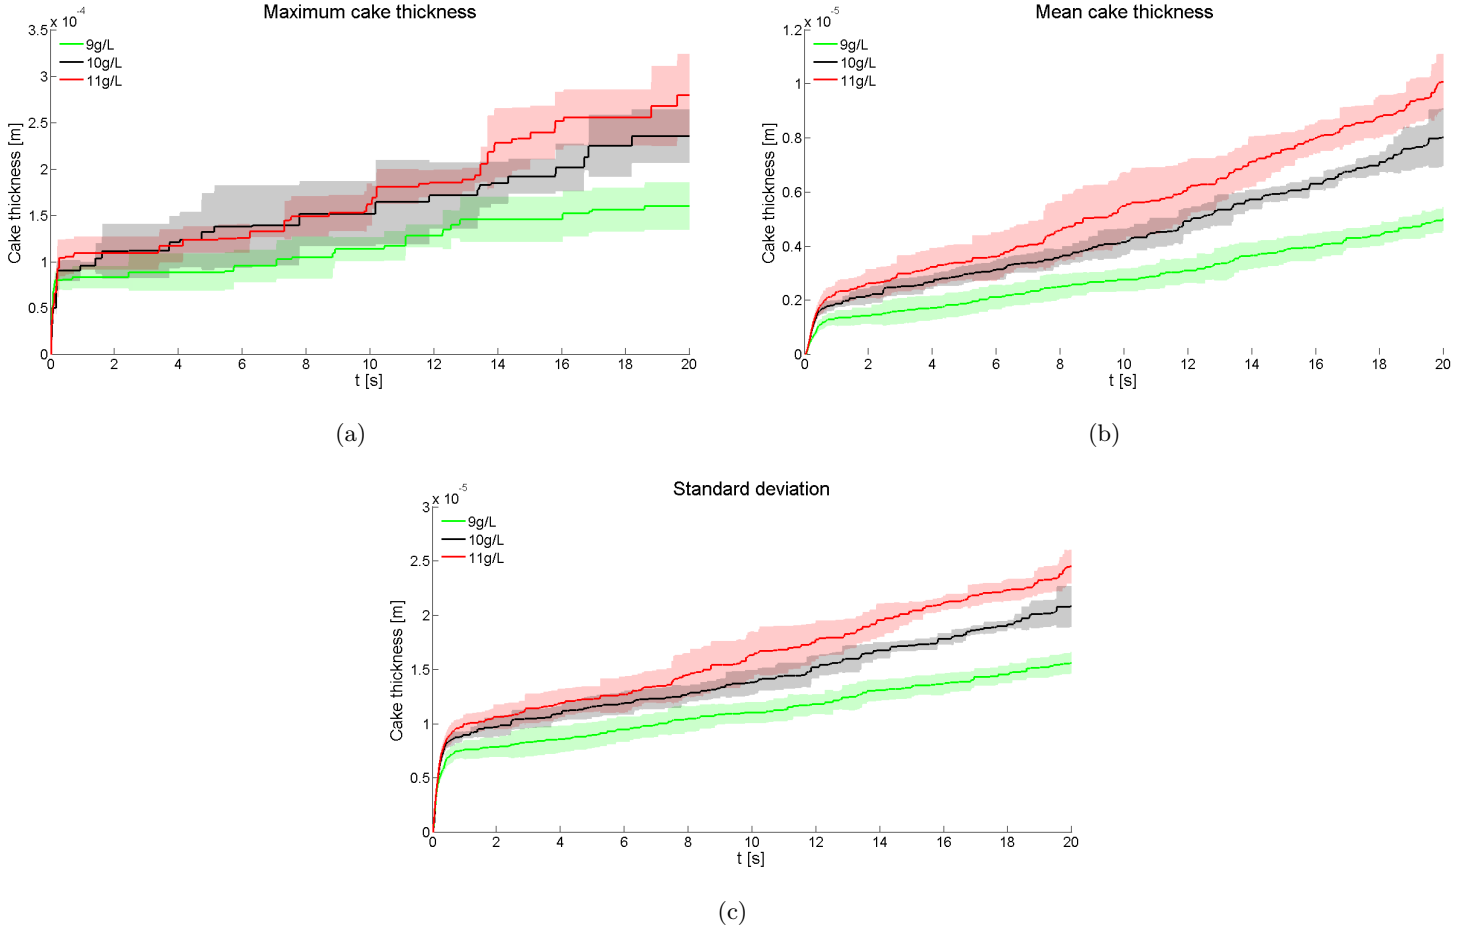 Maximum cake thickness
x 10⁻⁴
3.5
3
2.5
2
1.5
1
0.5
0
Cake thickness [m]
9g/L
10g/L
11g/L
0 2 4 6 8 10 12 14 16 18 20
t [s]
(a)
Mean cake thickness
x 10⁻⁵
1.2
1
0.8
0.6
0.4
0.2
0
Cake thickness [m]
9g/L
10g/L
11g/L
0 2 4 6 8 10 12 14 16 18 20
t [s]
(b)
Standard deviation
x 10⁻⁵
3
2.5
2
1.5
1
0.5
0
Cake thickness [m]
9g/L
10g/L
11g/L
0 2 4 6 8 10 12 14 16 18 20
t [s]
(c)